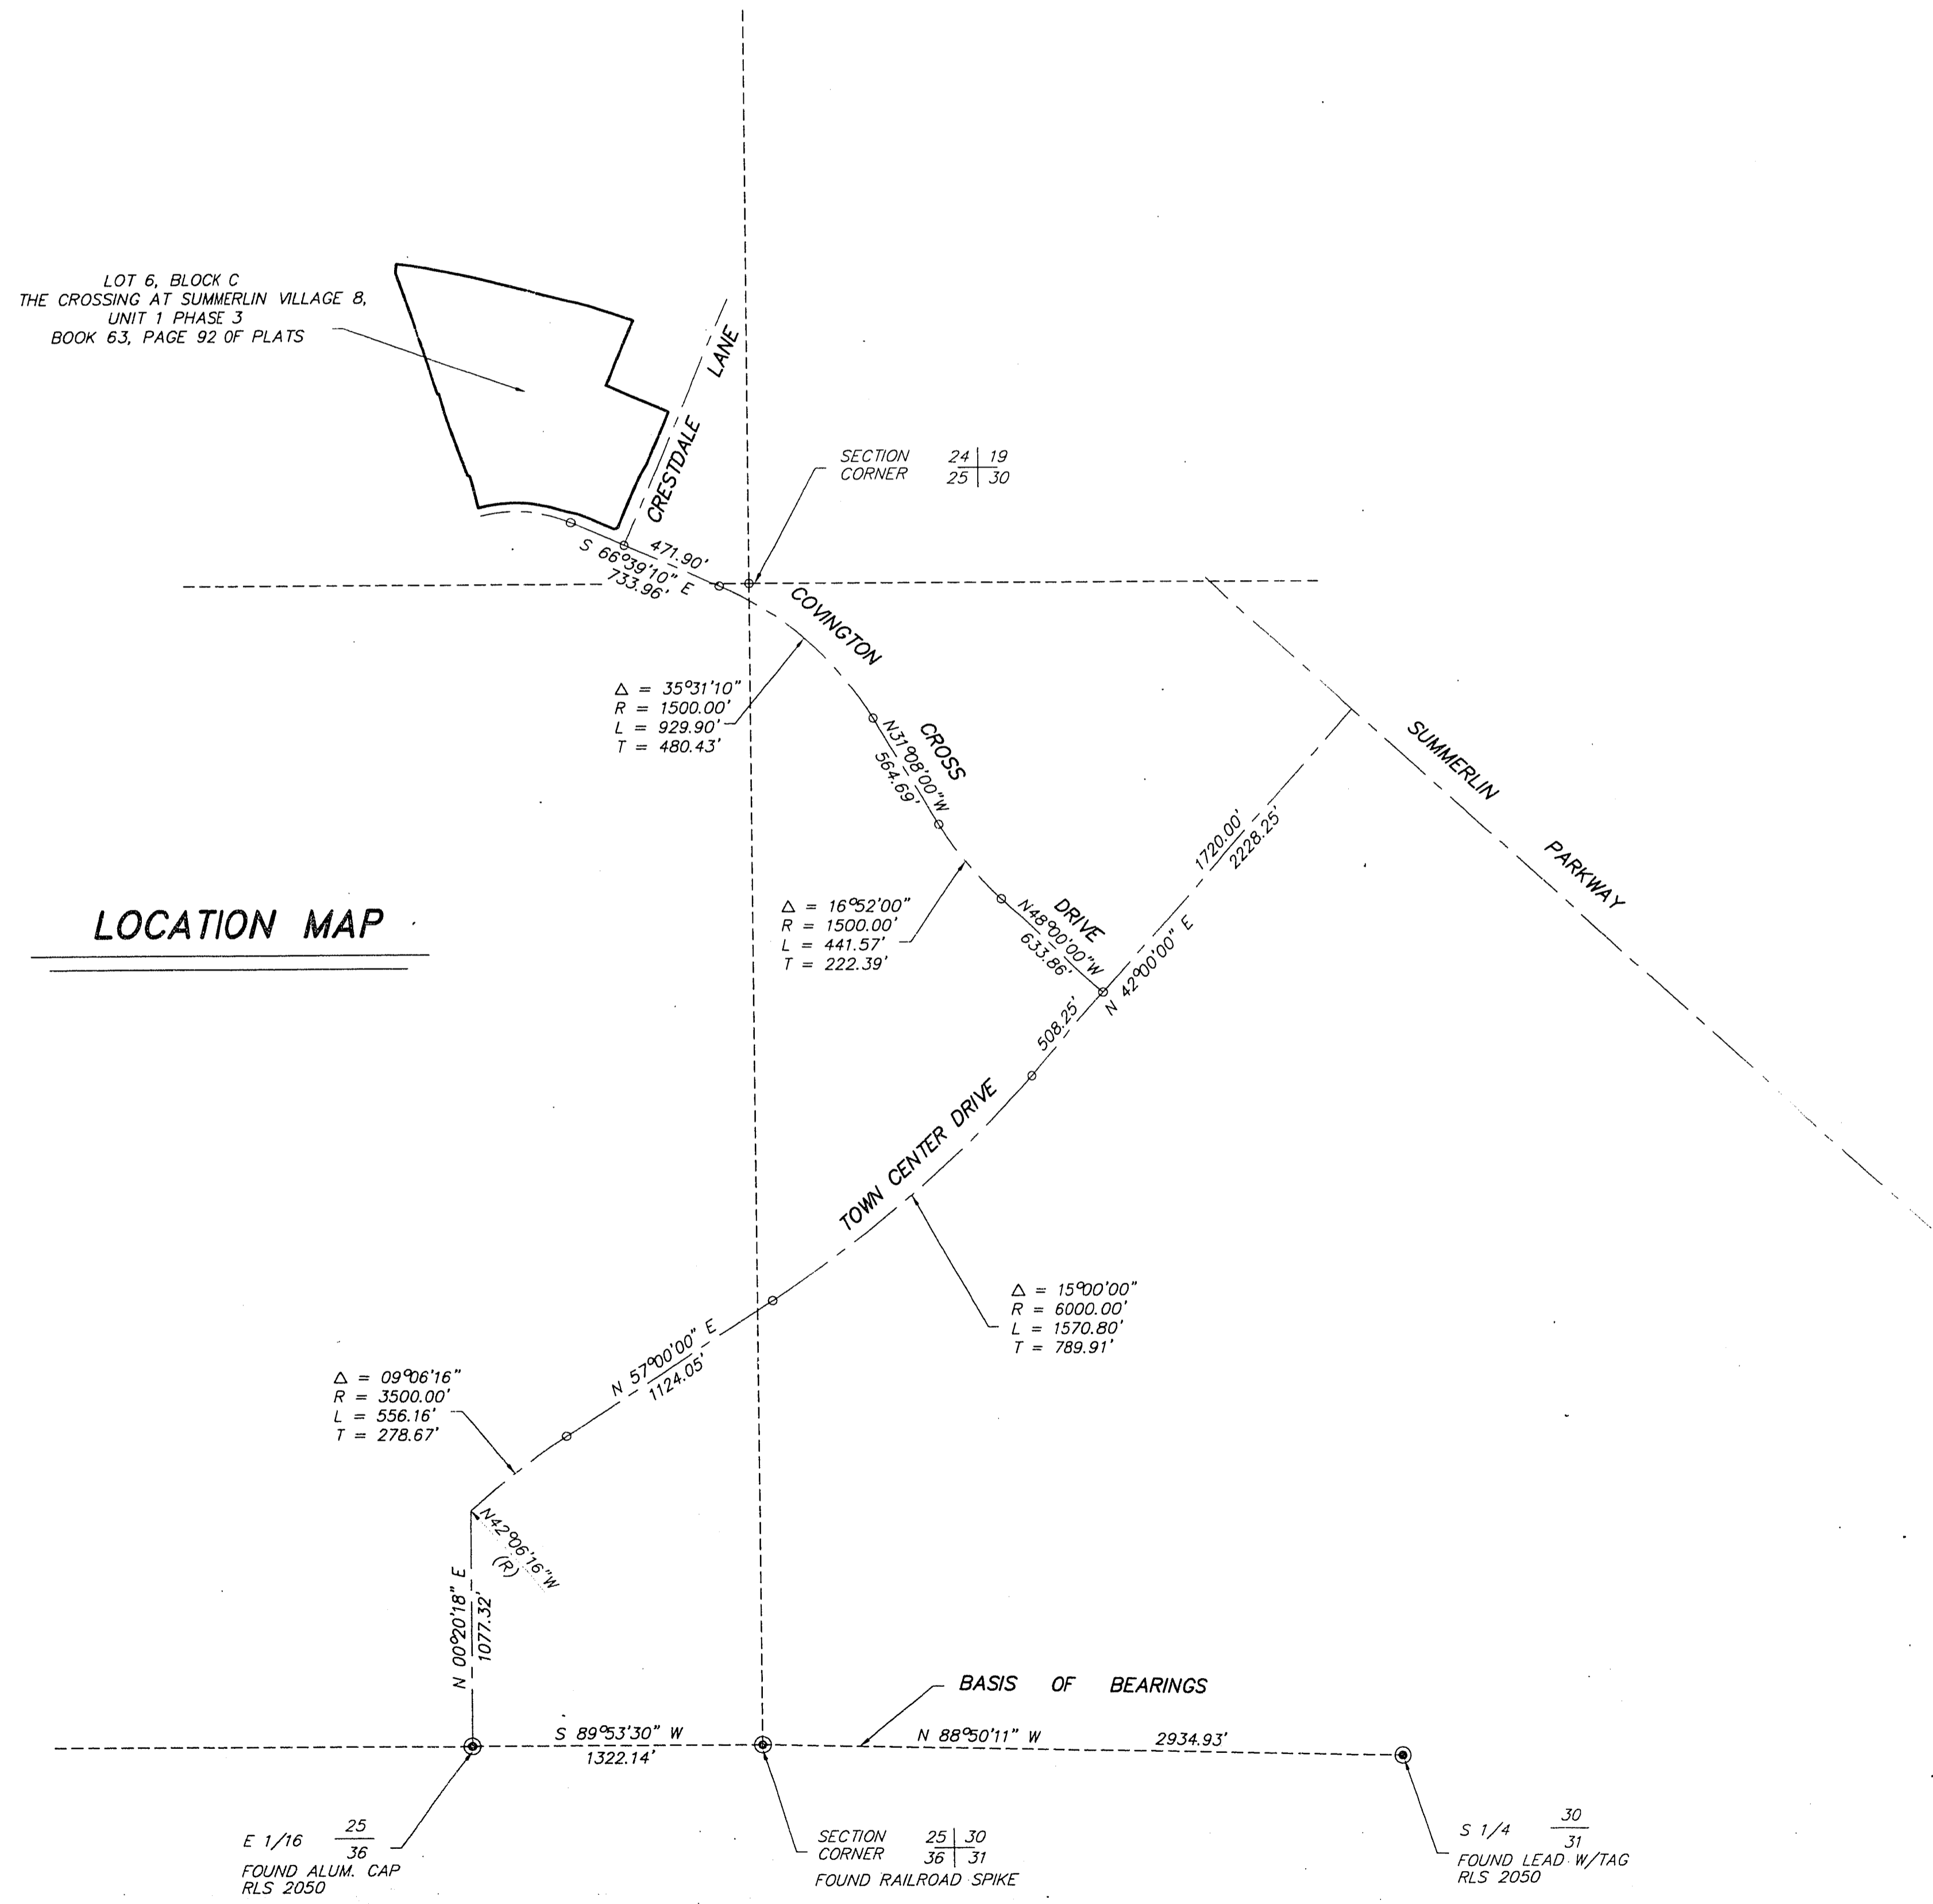 LOT 6, BLOCK C
THE CROSSING AT SUMMERLIN VILLAGE 8,
UNIT 1 PHASE 3
BOOK 63, PAGE 92 OF PLATS
CRESTDALE LANE
SECTION CORNER
24 | 19
25 | 30
471.90'
S 66°39'10" E
733.96'
COVINGTON CROSS DRIVE
Δ = 35°31'10"
R = 1500.00'
L = 929.90'
T = 480.43'
N31°08'00"W
564.69'
SUMMERLIN PARKWAY
1720.00'
2228.25'
LOCATION MAP
Δ = 16°52'00"
R = 1500.00'
L = 441.57'
T = 222.39'
N48°00'00"W
633.86'
N 42°00'00" E
508.25'
TOWN CENTER DRIVE
Δ = 15°00'00"
R = 6000.00'
L = 1570.80'
T = 789.91'
N 57°00'00" E
1124.05'
Δ = 09°06'16"
R = 3500.00'
L = 556.16'
T = 278.67'
N42°06'16"W
(R)
N 00°20'18" E
1077.32'
BASIS OF BEARINGS
S 89°53'30" W
1322.14'
N 88°50'11" W 2934.93'
E 1/16
25
36
FOUND ALUM. CAP
RLS 2050
SECTION CORNER
25 | 30
36 | 31
FOUND RAILROAD SPIKE
S 1/4
30
31
FOUND LEAD W/TAG
RLS 2050